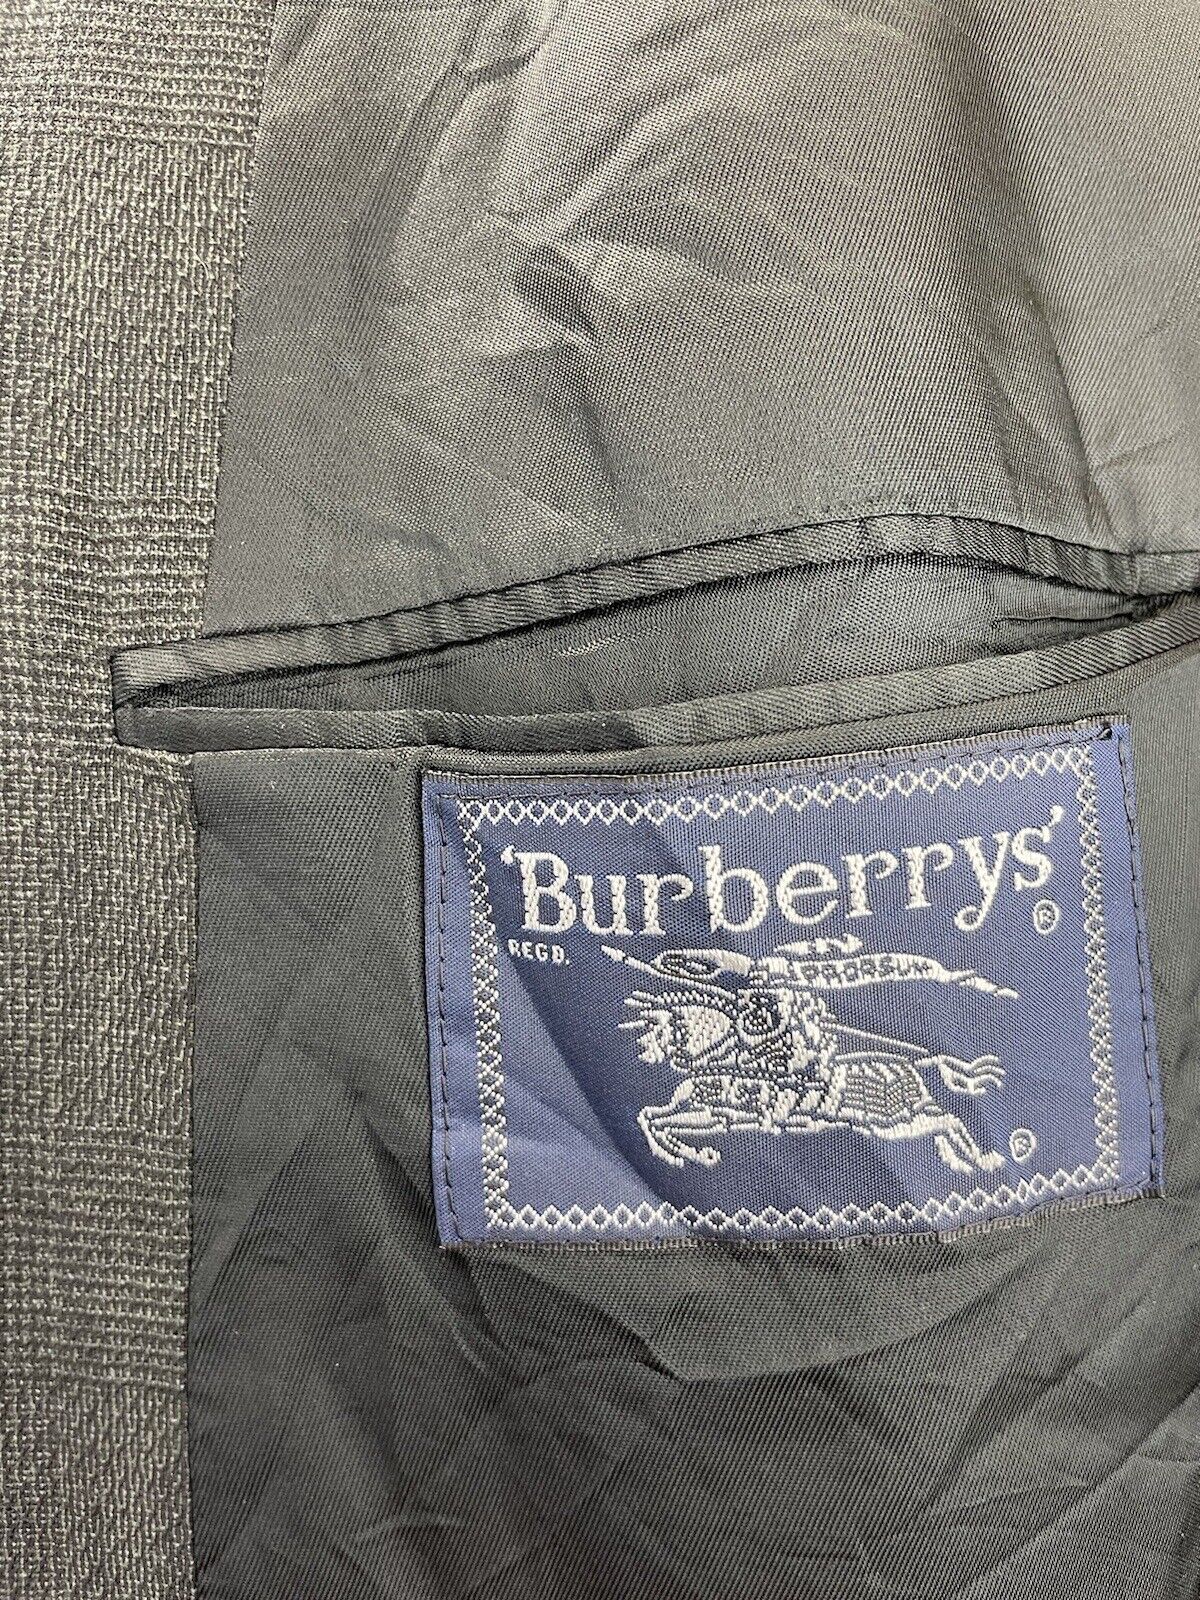 'Burberrys'
®
REGD.
PRORSUM
®